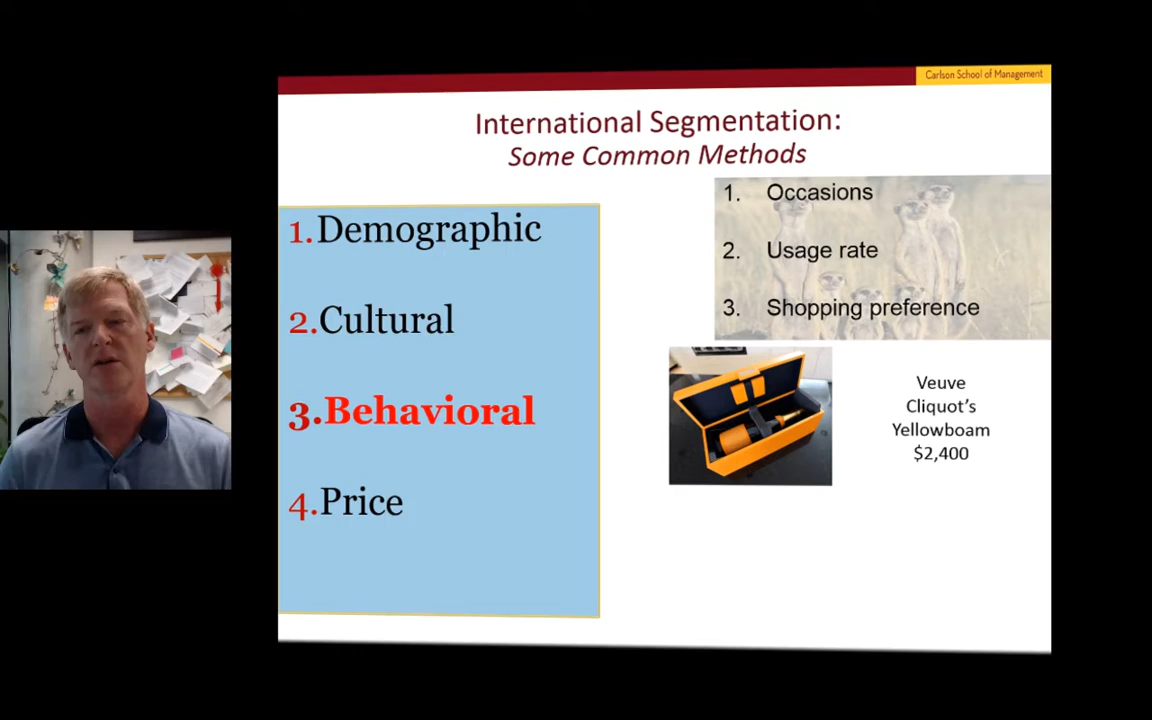 Carlson School of Management
International Segmentation:
Some Common Methods
1. Demographic
2. Cultural
3. Behavioral
4. Price
1. Occasions
2. Usage rate
3. Shopping preference
Veuve
Cliquot's
Yellowboam
$2,400